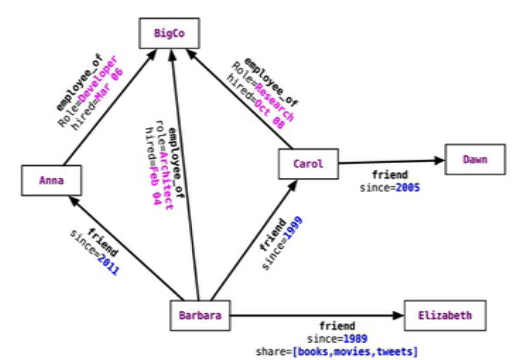 BigCo
employee_of
Role=Developer
hired=Mar 06
employee_of
role=Architect
hired=Feb 04
employee_of
Role=Research
hired=Oct 08
Anna
Carol
Dawn
friend
since=2005
friend
since=2011
friend
since=1999
Barbara
Elizabeth
friend
since=1989
share=[books,movies,tweets]